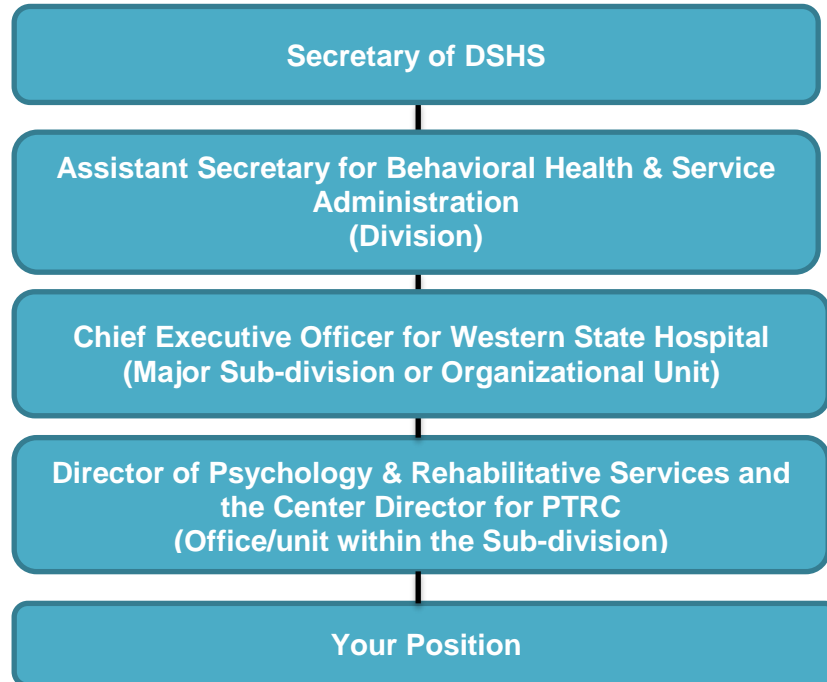 Secretary of DSHS
Assistant Secretary for Behavioral Health & Service
Administration
(Division)
Chief Executive Officer for Western State Hospital
(Major Sub-division or Organizational Unit)
Director of Psychology & Rehabilitative Services and
the Center Director for PTRC
(Office/unit within the Sub-division)
Your Position